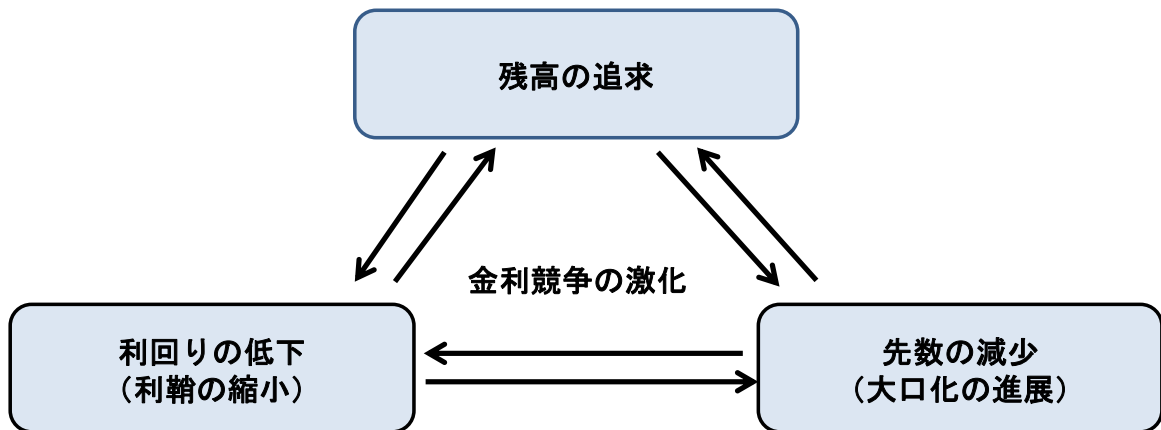 残高の追求
金利競争の激化
利回りの低下
（利鞘の縮小）
先数の減少
（大口化の進展）